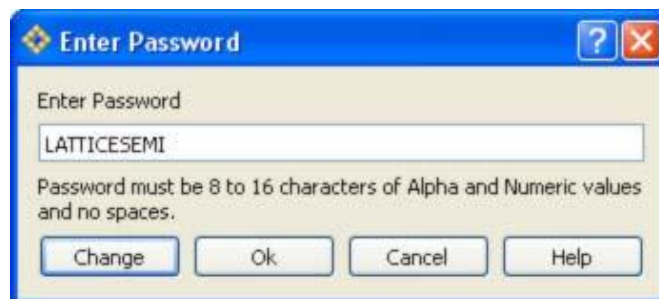 Enter Password
?
Enter Password
LATTICESEMI
Password must be 8 to 16 characters of Alpha and Numeric values
and no spaces.
Change Ok Cancel Help